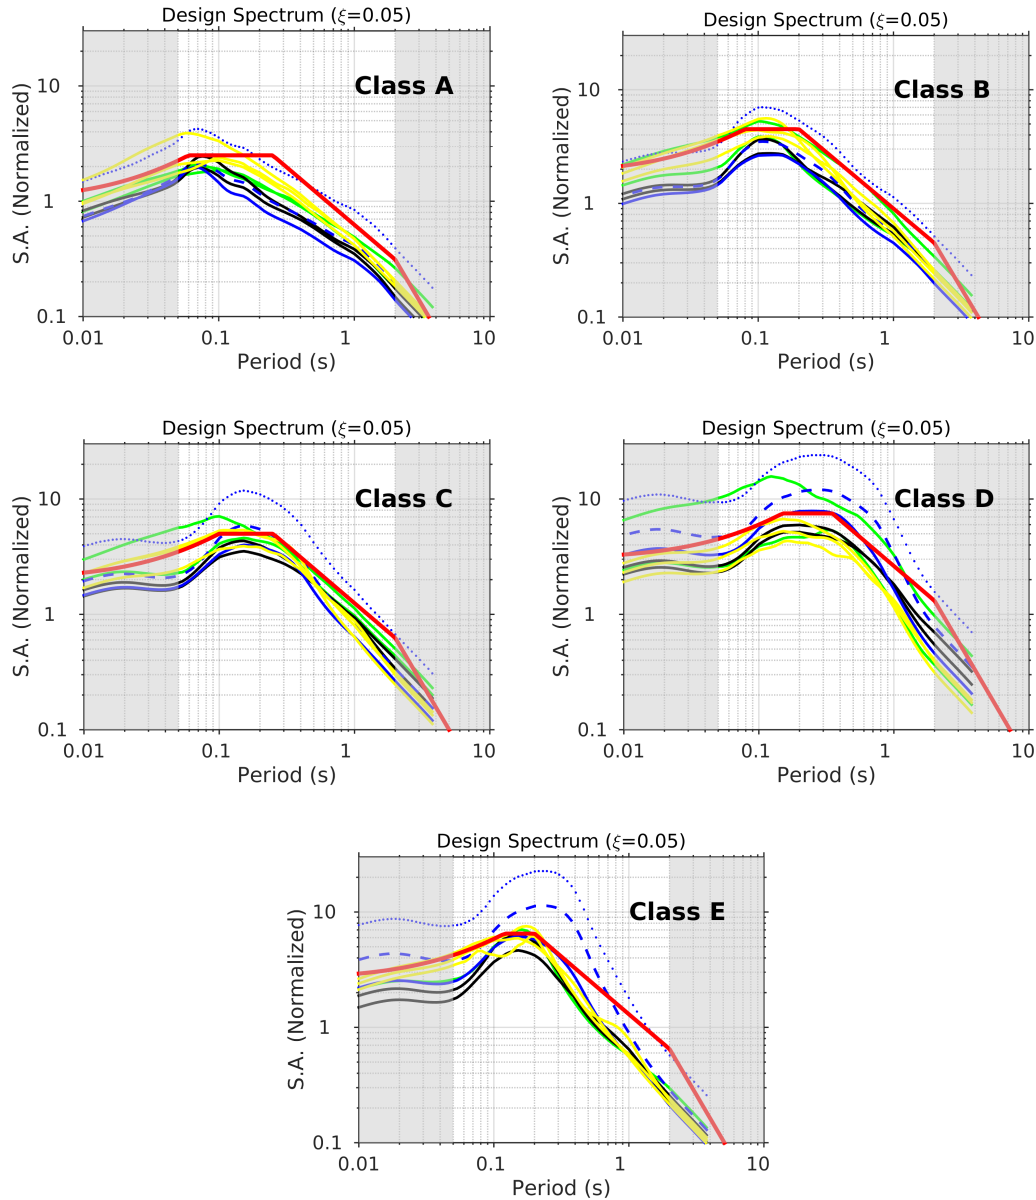 Design Spectrum (ξ=0.05)
Class A
S.A. (Normalized)
10
1
0.1
0.01
0.1
1
10
Period (s)
Design Spectrum (ξ=0.05)
Class B
S.A. (Normalized)
10
1
0.1
0.01
0.1
1
10
Period (s)
Design Spectrum (ξ=0.05)
Class C
S.A. (Normalized)
10
1
0.1
0.01
0.1
1
10
Period (s)
Design Spectrum (ξ=0.05)
Class D
S.A. (Normalized)
10
1
0.1
0.01
0.1
1
10
Period (s)
Design Spectrum (ξ=0.05)
Class E
S.A. (Normalized)
10
1
0.1
0.01
0.1
1
10
Period (s)